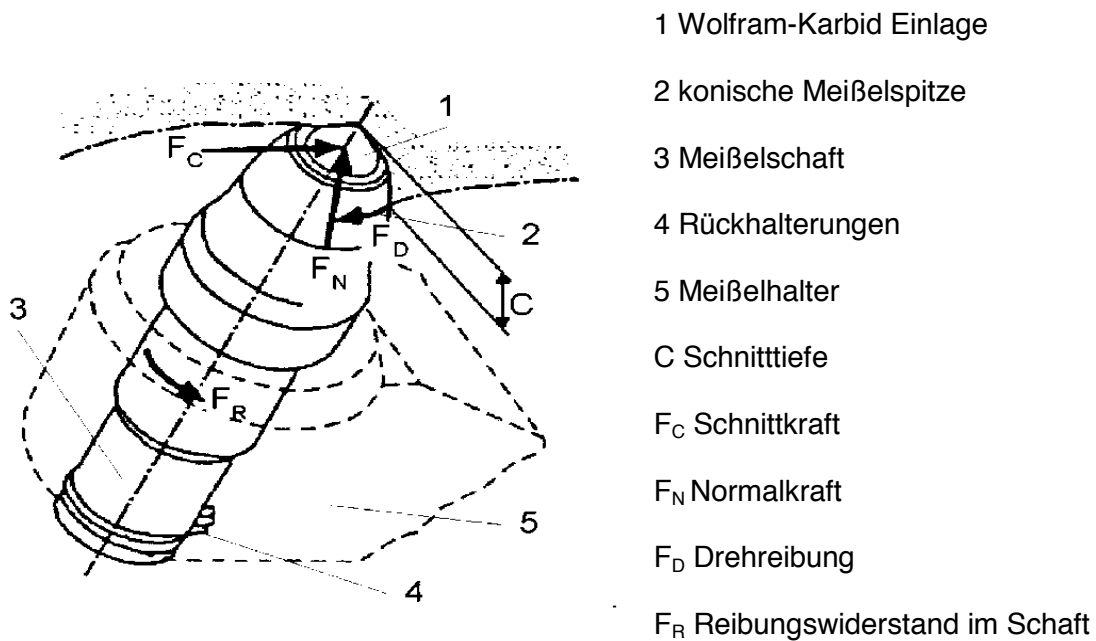 1
F_C
2
F_D
F_N
C
3
F_R
5
4
1 Wolfram-Karbid Einlage
2 konische Meißelspitze
3 Meißelschaft
4 Rückhalterungen
5 Meißelhalter
C Schnitttiefe
F_C Schnittkraft
F_N Normalkraft
F_D Drehreibung
F_R Reibungswiderstand im Schaft